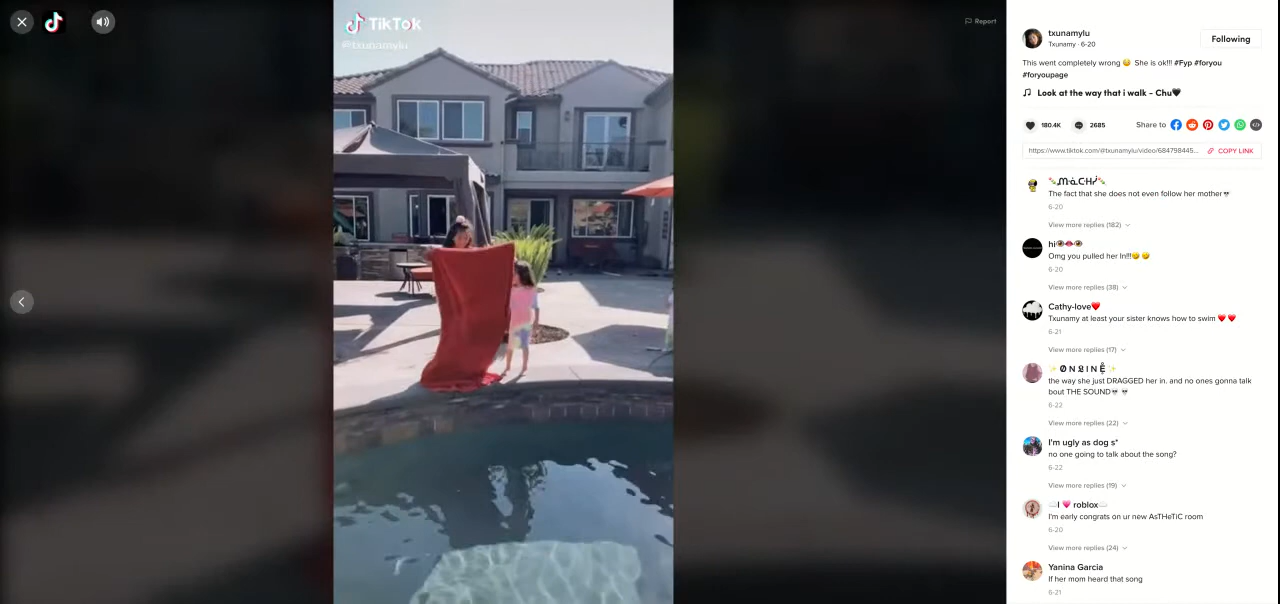 TikTok
@txunamylu
Report
txunamylu
Txunamy · 6-20
Following
This went completely wrong 😔 She is ok!!! #Fyp #foryou
#foryoupage
Look at the way that i walk - Chu🖤
180.4K
2685
Share to
https://www.tiktok.com/@txunamylu/video/684798445...
COPY LINK
The fact that she does not even follow her mother💀
6-20
View more replies (182)
hi👁👄👁
Omg you pulled her In!!!🤣🤣
6-20
View more replies (38)
Cathy-love❤️
Txunamy at least your sister knows how to swim ❤️❤️
6-21
View more replies (17)
the way she just DRAGGED her in. and no ones gonna talk
bout THE SOUND💀💀
6-22
View more replies (22)
I'm ugly as dog s*
no one going to talk about the song?
6-22
View more replies (19)
I 💗 roblox
I'm early congrats on ur new AsTHeTiC room
6-20
View more replies (24)
Yanina Garcia
If her mom heard that song
6-21